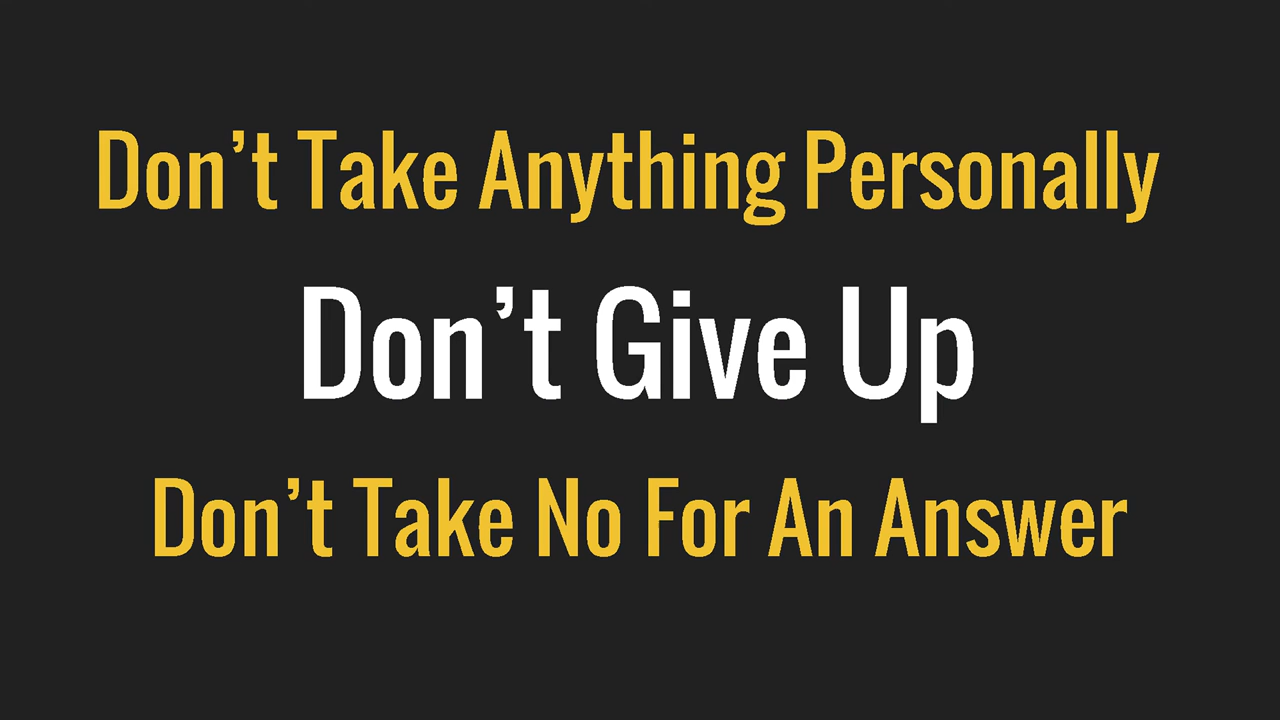 Don’t Take Anything Personally
Don’t Give Up
Don’t Take No For An Answer